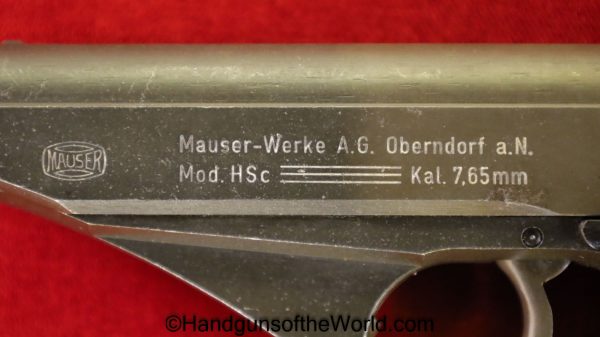 MAUSER
Mauser-Werke A.G. Oberndorf a.N.
Mod. HSc Kal. 7,65mm
©HandgunsoftheWorld.com